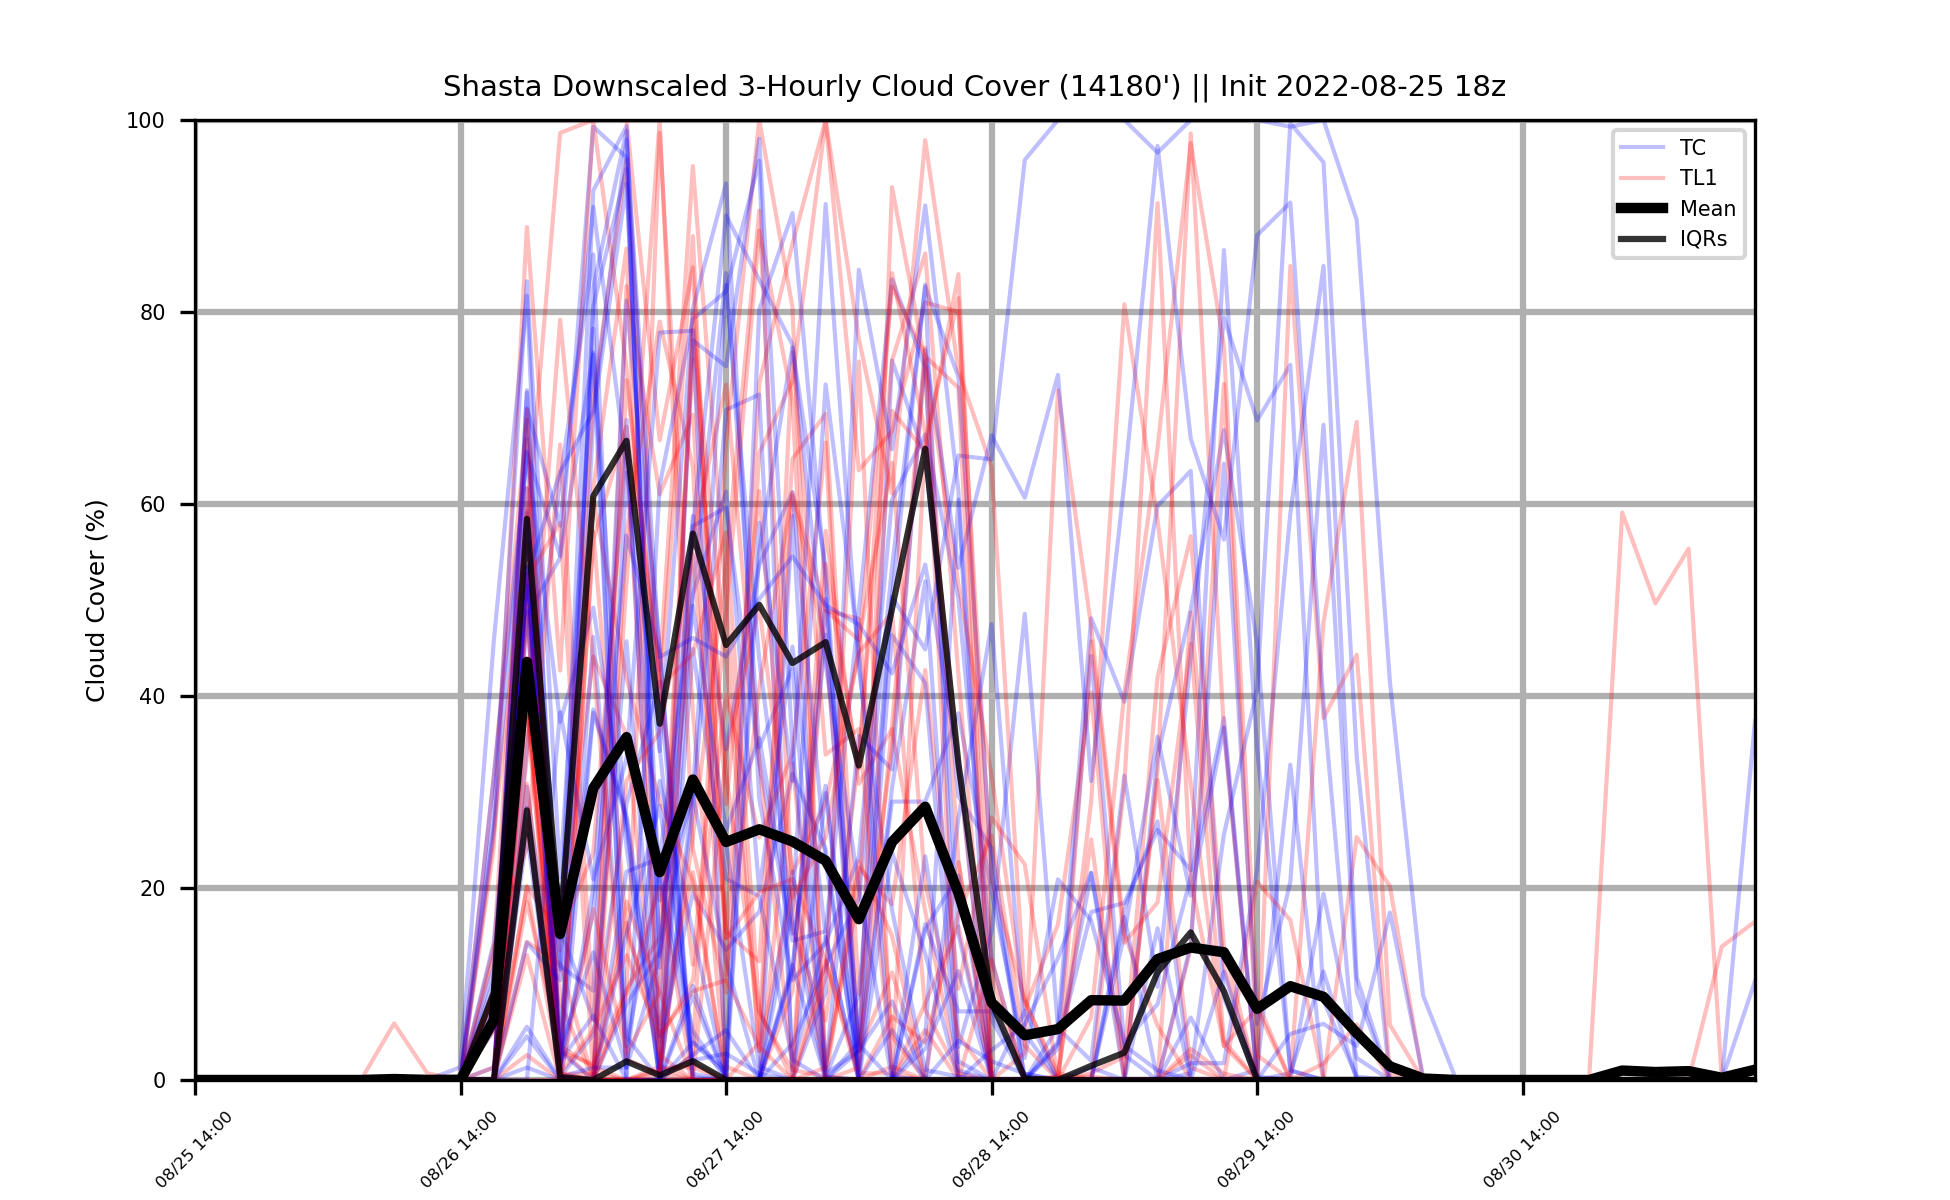 Shasta Downscaled 3-Hourly Cloud Cover (14180') || Init 2022-08-25 18z
Cloud Cover (%)
100
80
60
40
20
0
TC
TL1
Mean
IQRs
08/25 14:00
08/26 14:00
08/27 14:00
08/28 14:00
08/29 14:00
08/30 14:00